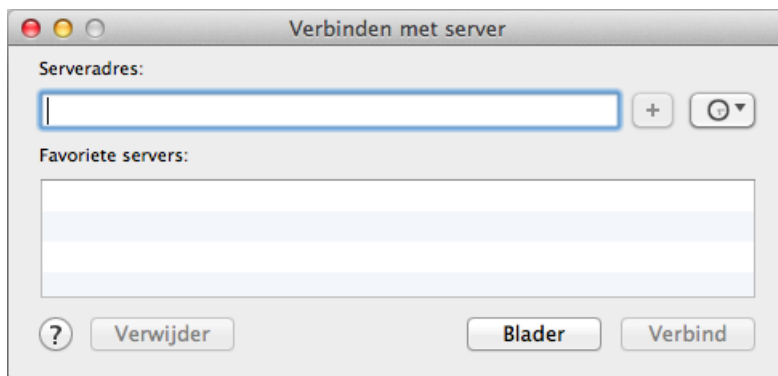 Verbinden met server
Serveradres:
+
Favoriete servers:
? Verwijder Blader Verbind